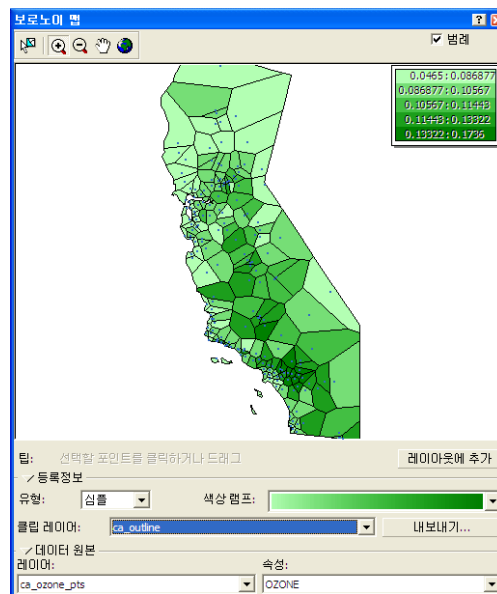 보로노이 맵
범례
0.0465:0.086877
0.086877:0.10567
0.10567:0.11443
0.11443:0.13322
0.13322:0.1736
팁: 선택할 포인트를 클릭하거나 드래그
레이아웃에 추가
등록정보
유형: 심플 색상 램프:
클립 레이어: ca_outline 내보내기...
데이터 원본
레이어: 속성:
ca_ozone_pts OZONE